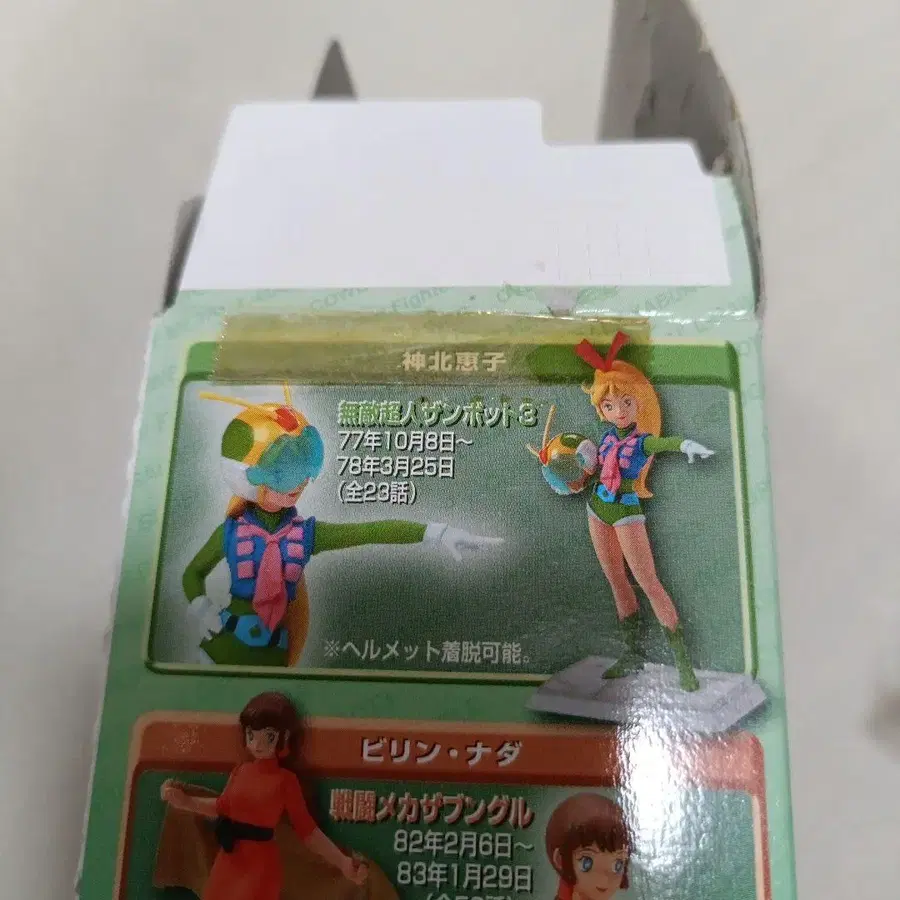 神北恵子
無敵超人ザンボット3
77年10月8日〜
78年3月25日
(全23話)
※ヘルメット着脱可能。
ビリン・ナダ
戦闘メカザブングル
82年2月6日〜
83年1月29日